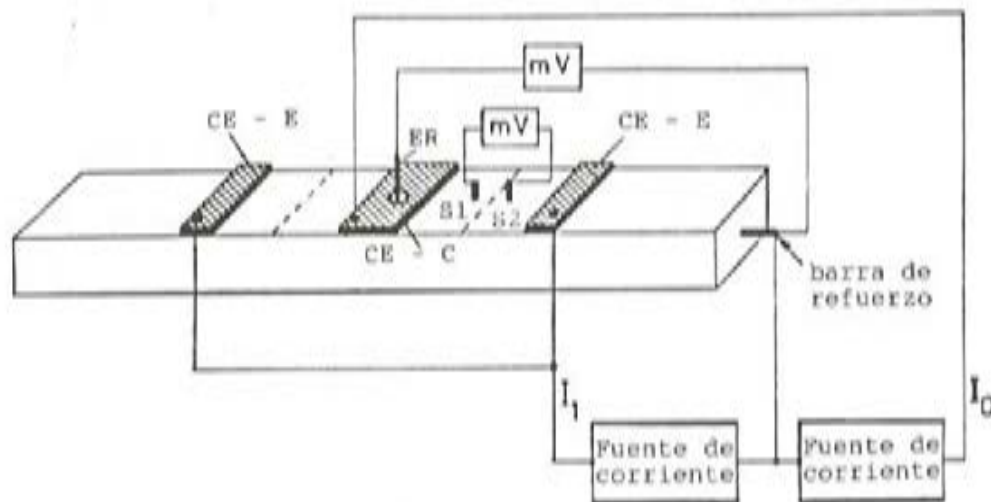 mV
CE - E
ER
mV
CE - E
S1
S2
CE - C
barra de
refuerzo
I1
I0
Fuente de
corriente
Fuente de
corriente